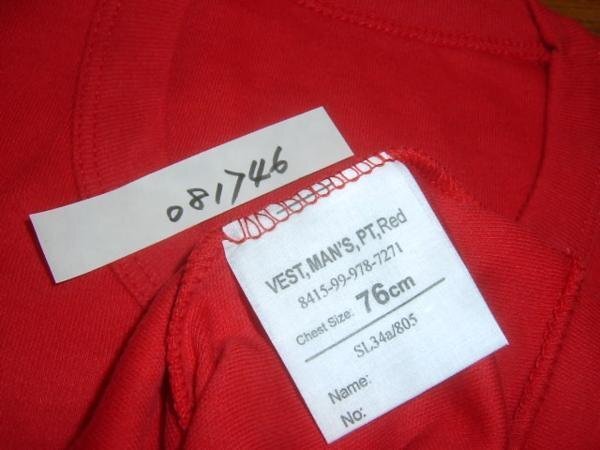 081746
VEST,MAN'S,PT,Red
8415-99-978-7271
Chest Size: 76cm
SL34a/805
Name:
No: